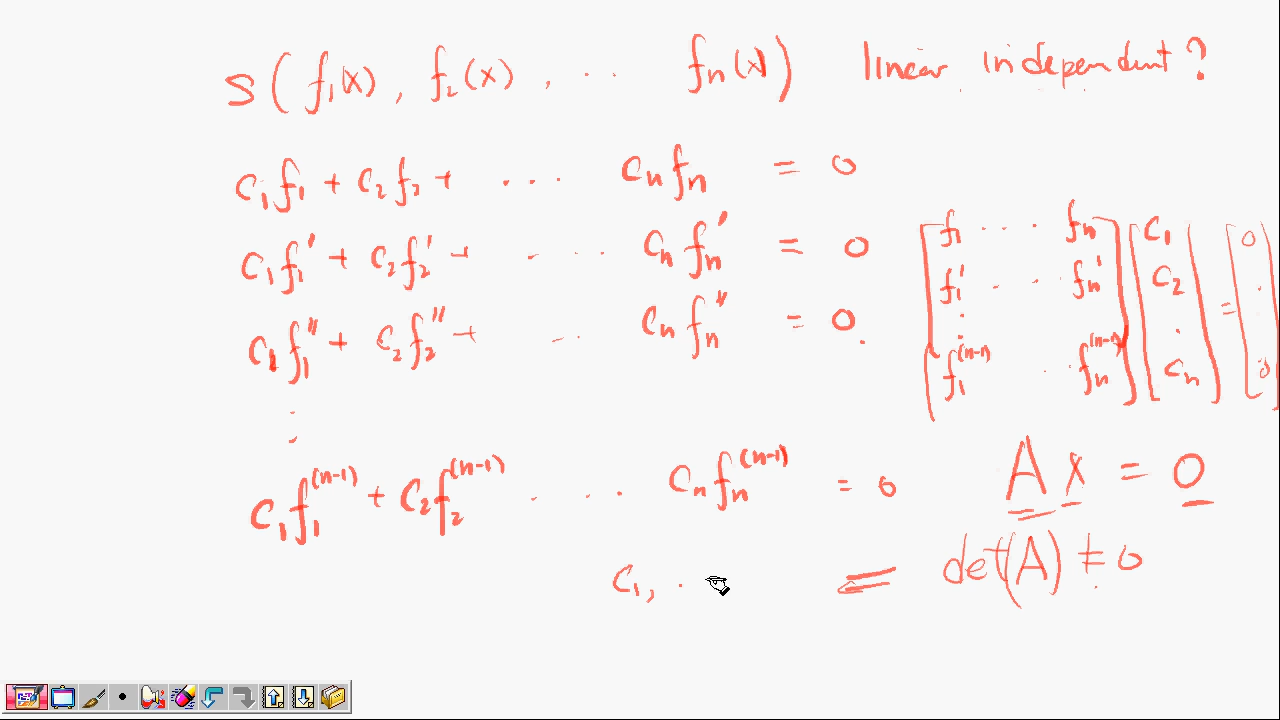 S ( f₁(x) , f₂(x) , .. fₙ(x) ) linear independent ?
c₁f₁ + c₂f₂ + ... cₙfₙ = 0
c₁f₁' + c₂f₂' + .... cₙfₙ' = 0
c₁f₁'' + c₂f₂'' + ... cₙfₙ'' = 0 .
:
c₁f₁⁽ⁿ⁻¹⁾ + c₂f₂⁽ⁿ⁻¹⁾ .... cₙfₙ⁽ⁿ⁻¹⁾ = 0
c₁, .
f₁ .... fₙ c₁ 0
f₁' ... fₙ' c₂ .
: . =
f₁⁽ⁿ⁻¹⁾ .. fₙ⁽ⁿ⁻¹⁾ cₙ 0
A x = 0
⇐ det(A) ≠ 0